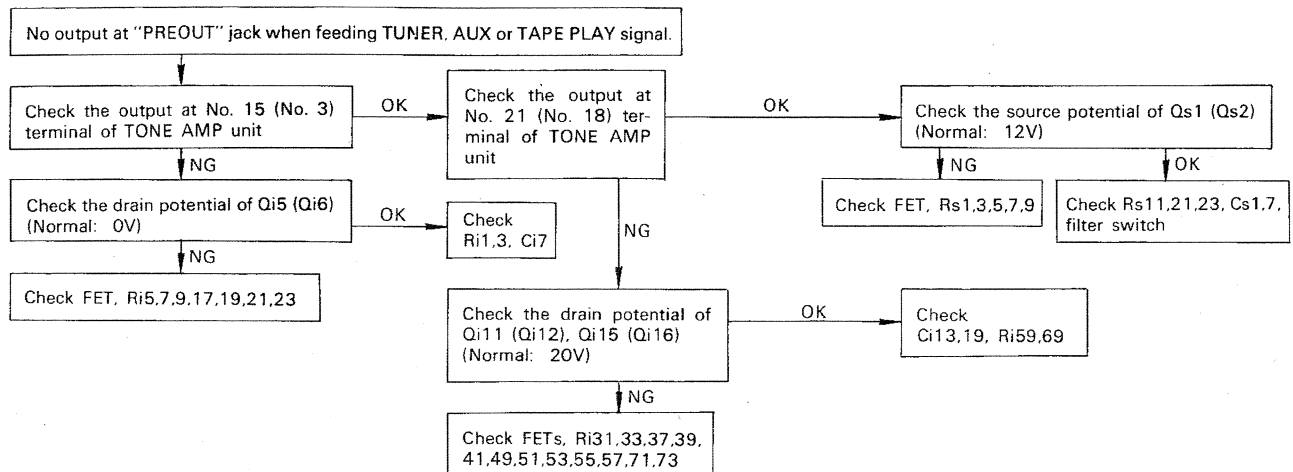 No output at "PREOUT" jack when feeding TUNER, AUX or TAPE PLAY signal.
Check the output at No. 15 (No. 3)
terminal of TONE AMP unit
OK
Check the output at
No. 21 (No. 18) ter-
minal of TONE AMP
unit
OK
Check the source potential of Qs1 (Qs2)
(Normal: 12V)
NG
Check the drain potential of Qi5 (Qi6)
(Normal: 0V)
OK
Check
Ri1,3, Ci7
NG
Check FET, Ri5,7,9,17,19,21,23
NG
Check FET, Rs1,3,5,7,9
OK
Check Rs11,21,23, Cs1,7,
filter switch
NG
Check the drain potential of
Qi11 (Qi12), Qi15 (Qi16)
(Normal: 20V)
OK
Check
Ci13,19, Ri59,69
NG
Check FETs, Ri31,33,37,39,
41,49,51,53,55,57,71,73